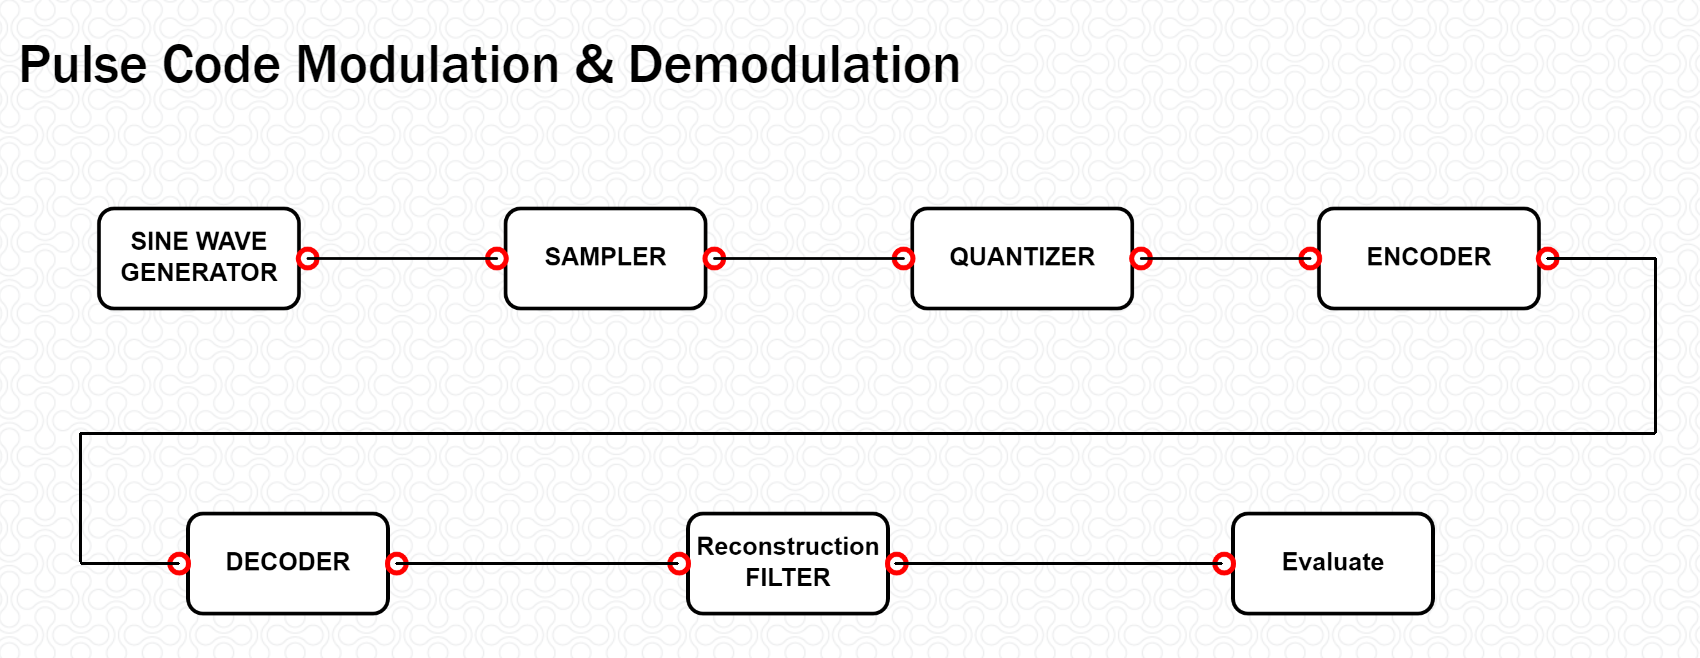 Pulse Code Modulation & Demodulation
SINE WAVE
GENERATOR
SAMPLER
QUANTIZER
ENCODER
DECODER
Reconstruction
FILTER
Evaluate